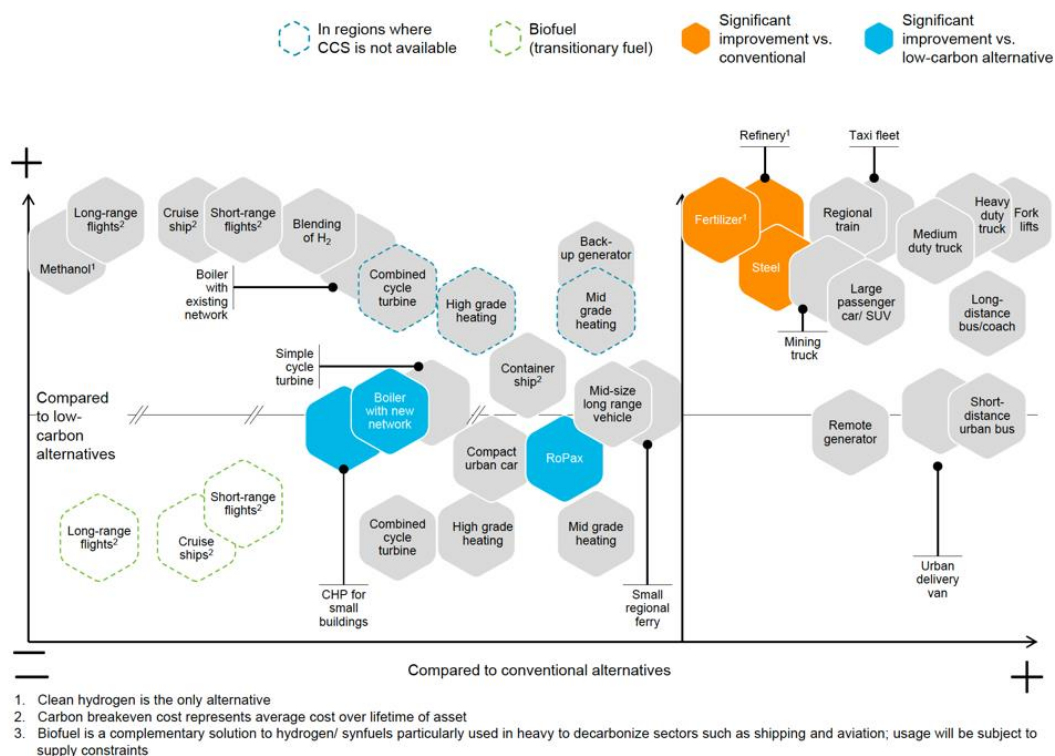 In regions where
CCS is not available
Biofuel
(transitionary fuel)
Significant
improvement vs.
conventional
Significant
improvement vs.
low-carbon alternative
Refinery¹
Taxi fleet
+
Long-range
flights²
Cruise
ship²
Short-range
flights²
Blending
of H₂
Methanol¹
Boiler
with
existing
network
Combined
cycle
turbine
High grade
heating
Back-
up generator
Mid
grade
heating
Fertilizer¹
Steel
Regional
train
Medium
duty truck
Heavy
duty
truck
Fork
lifts
Large
passenger
car/ SUV
Long-
distance
bus/coach
Mining
truck
Simple
cycle
turbine
Container
ship²
Compared
to low-
carbon
alternatives
Boiler
with new
network
Mid-size
long range
vehicle
Compact
urban car
RoPax
Remote
generator
Short-
distance
urban bus
Long-range
flights²
Cruise
ships²
Short-range
flights²
Combined
cycle
turbine
High grade
heating
Mid grade
heating
CHP for
small
buildings
Small
regional
ferry
Urban
delivery
van
Compared to conventional alternatives
+
1. Clean hydrogen is the only alternative
2. Carbon breakeven cost represents average cost over lifetime of asset
3. Biofuel is a complementary solution to hydrogen/ synfuels particularly used in heavy to decarbonize sectors such as shipping and aviation; usage will be subject to
supply constraints